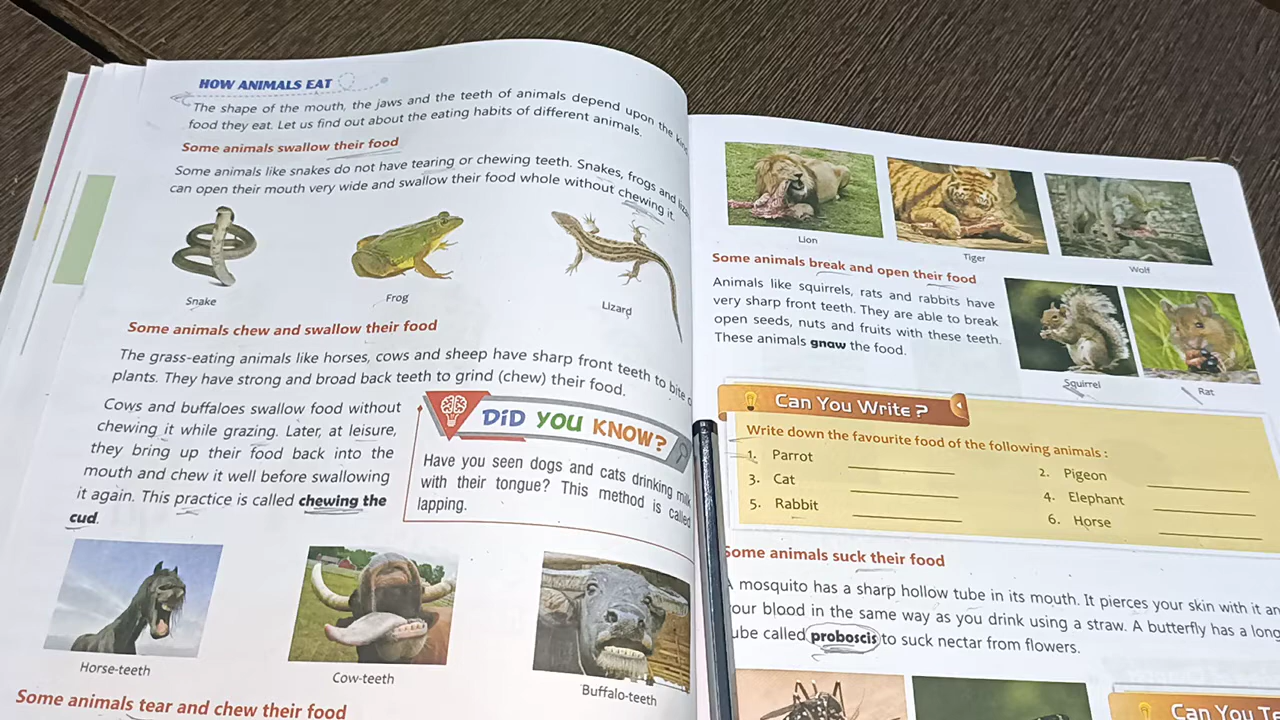 HOW ANIMALS EAT
The shape of the mouth, the jaws and the teeth of animals depend upon the
food they eat. Let us find out about the eating habits of different animals.
Some animals swallow their food
Some animals like snakes do not have tearing or chewing teeth. Snakes, frogs and
can open their mouth very wide and swallow their food whole without chewing it.
Snake
Frog
Lizard
Some animals chew and swallow their food
The grass-eating animals like horses, cows and sheep have sharp front teeth to bite
plants. They have strong and broad back teeth to grind (chew) their food.
Cows and buffaloes swallow food without
chewing it while grazing. Later, at leisure,
they bring up their food back into the
mouth and chew it well before swallowing
it again. This practice is called chewing the
cud.
DiD YOU KNOW?
Have you seen dogs and cats drinking milk
with their tongue? This method is called
lapping.
Horse-teeth
Cow-teeth
Buffalo-teeth
Some animals tear and chew their food
Lion
Tiger
Wolf
Some animals break and open their food
Animals like squirrels, rats and rabbits have
very sharp front teeth. They are able to break
open seeds, nuts and fruits with these teeth.
These animals gnaw the food.
Squirrel
Rat
Can You Write?
Write down the favourite food of the following animals :
1. Parrot
2. Pigeon
3. Cat
4. Elephant
5. Rabbit
6. Horse
Some animals suck their food
A mosquito has a sharp hollow tube in its mouth. It pierces your skin with it
your blood in the same way as you drink using a straw. A butterfly has a long
tube called proboscis to suck nectar from flowers.
Can You